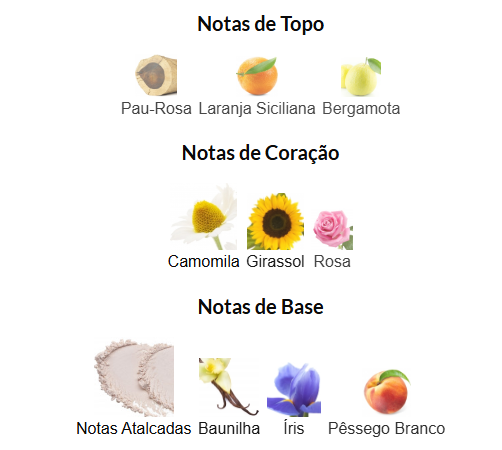 Notas de Topo
Pau-Rosa Laranja Siciliana Bergamota
Notas de Coração
Camomila Girassol Rosa
Notas de Base
Notas Atalcadas Baunilha Íris Pêssego Branco